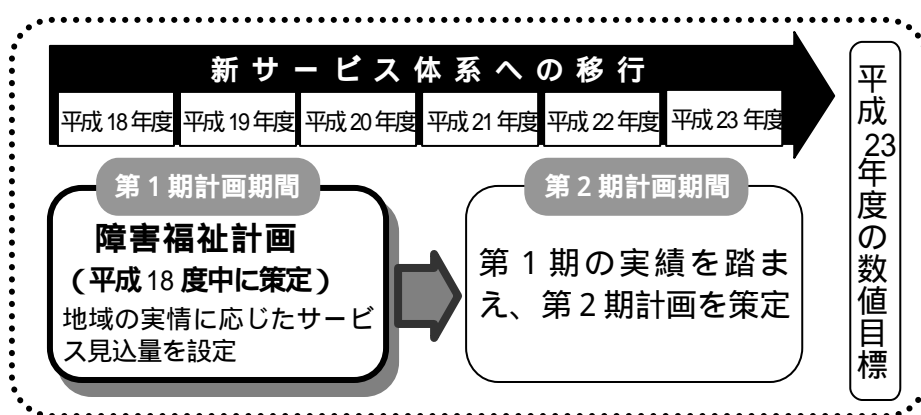 新サービス体系への移行
平成18年度 平成19年度 平成20年度 平成21年度 平成22年度 平成23年度
第1期計画期間
障害福祉計画
（平成18度中に策定）
地域の実情に応じたサービ
ス見込量を設定
第2期計画期間
第1期の実績を踏ま
え、第2期計画を策定
平成23年度の数値目標